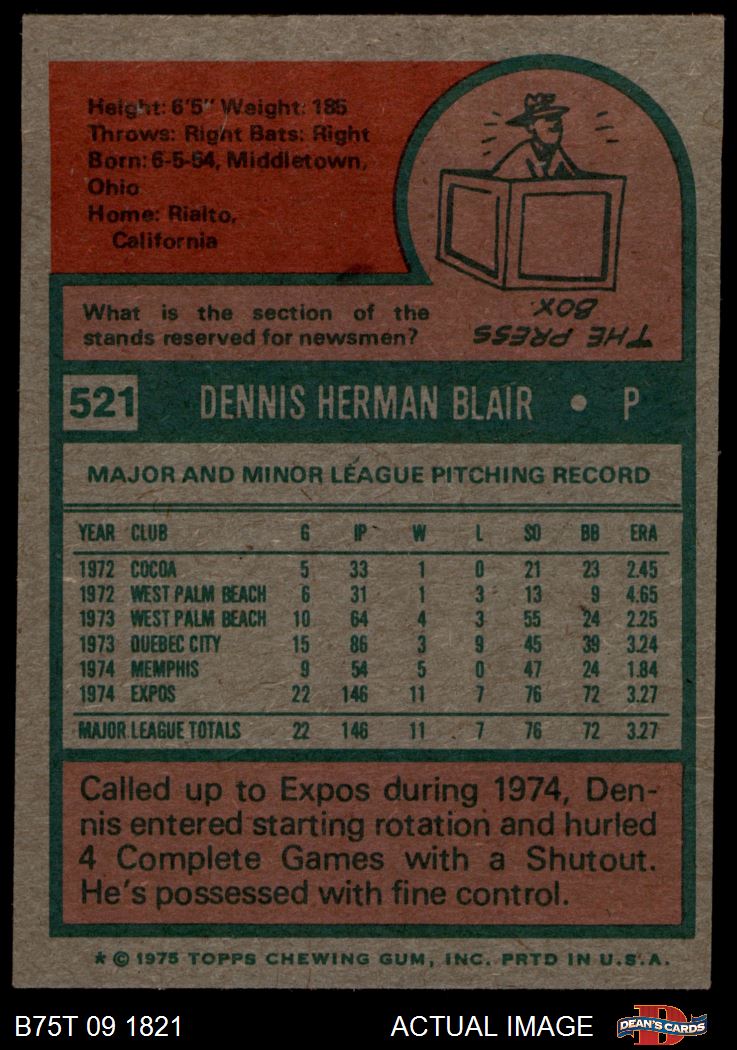 Height: 6'5" Weight: 185
Throws: Right Bats: Right
Born: 6-5-54, Middletown,
Ohio
Home: Rialto,
California
What is the section of the
stands reserved for newsmen?
THE PRESS
BOX
521 DENNIS HERMAN BLAIR • P
MAJOR AND MINOR LEAGUE PITCHING RECORD
YEAR CLUB G IP W L SO BB ERA
1972 COCOA 5 33 1 0 21 23 2.45
1972 WEST PALM BEACH 6 31 1 3 13 9 4.65
1973 WEST PALM BEACH 10 64 4 3 55 24 2.25
1973 QUEBEC CITY 15 86 3 9 45 39 3.24
1974 MEMPHIS 9 54 5 0 47 24 1.84
1974 EXPOS 22 146 11 7 76 72 3.27
MAJOR LEAGUE TOTALS 22 146 11 7 76 72 3.27
Called up to Expos during 1974, Den-
nis entered starting rotation and hurled
4 Complete Games with a Shutout.
He's possessed with fine control.
* © 1975 TOPPS CHEWING GUM, INC. PRTD IN U.S.A.
B75T 09 1821 ACTUAL IMAGE
D
DEAN'S CARDS